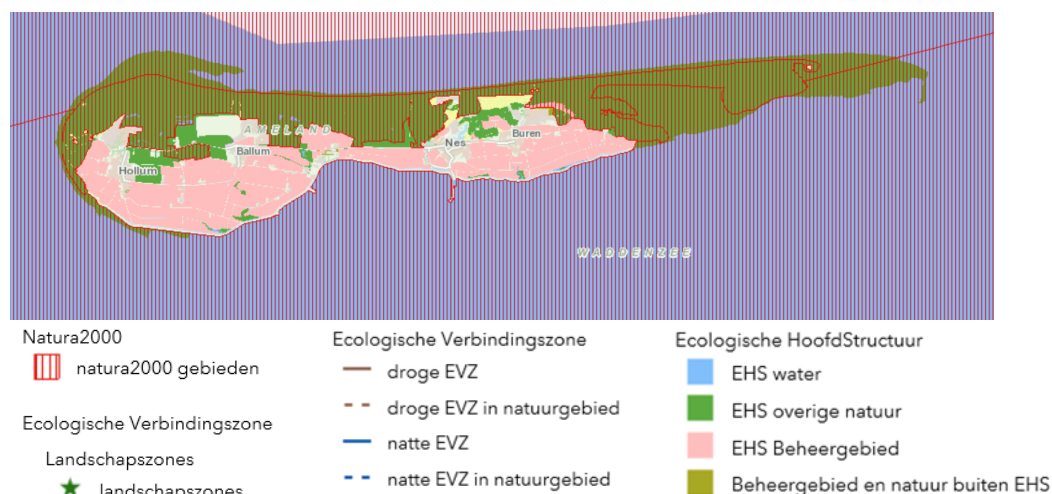 AMELAND
Hollum
Ballum
Nes
Buren
WADDENZEE
Natura2000
natura2000 gebieden
Ecologische Verbindingszone
Landschapszones
landschapszones
Ecologische Verbindingszone
droge EVZ
droge EVZ in natuurgebied
natte EVZ
natte EVZ in natuurgebied
Ecologische HoofdStructuur
EHS water
EHS overige natuur
EHS Beheergebied
Beheergebied en natuur buiten EHS